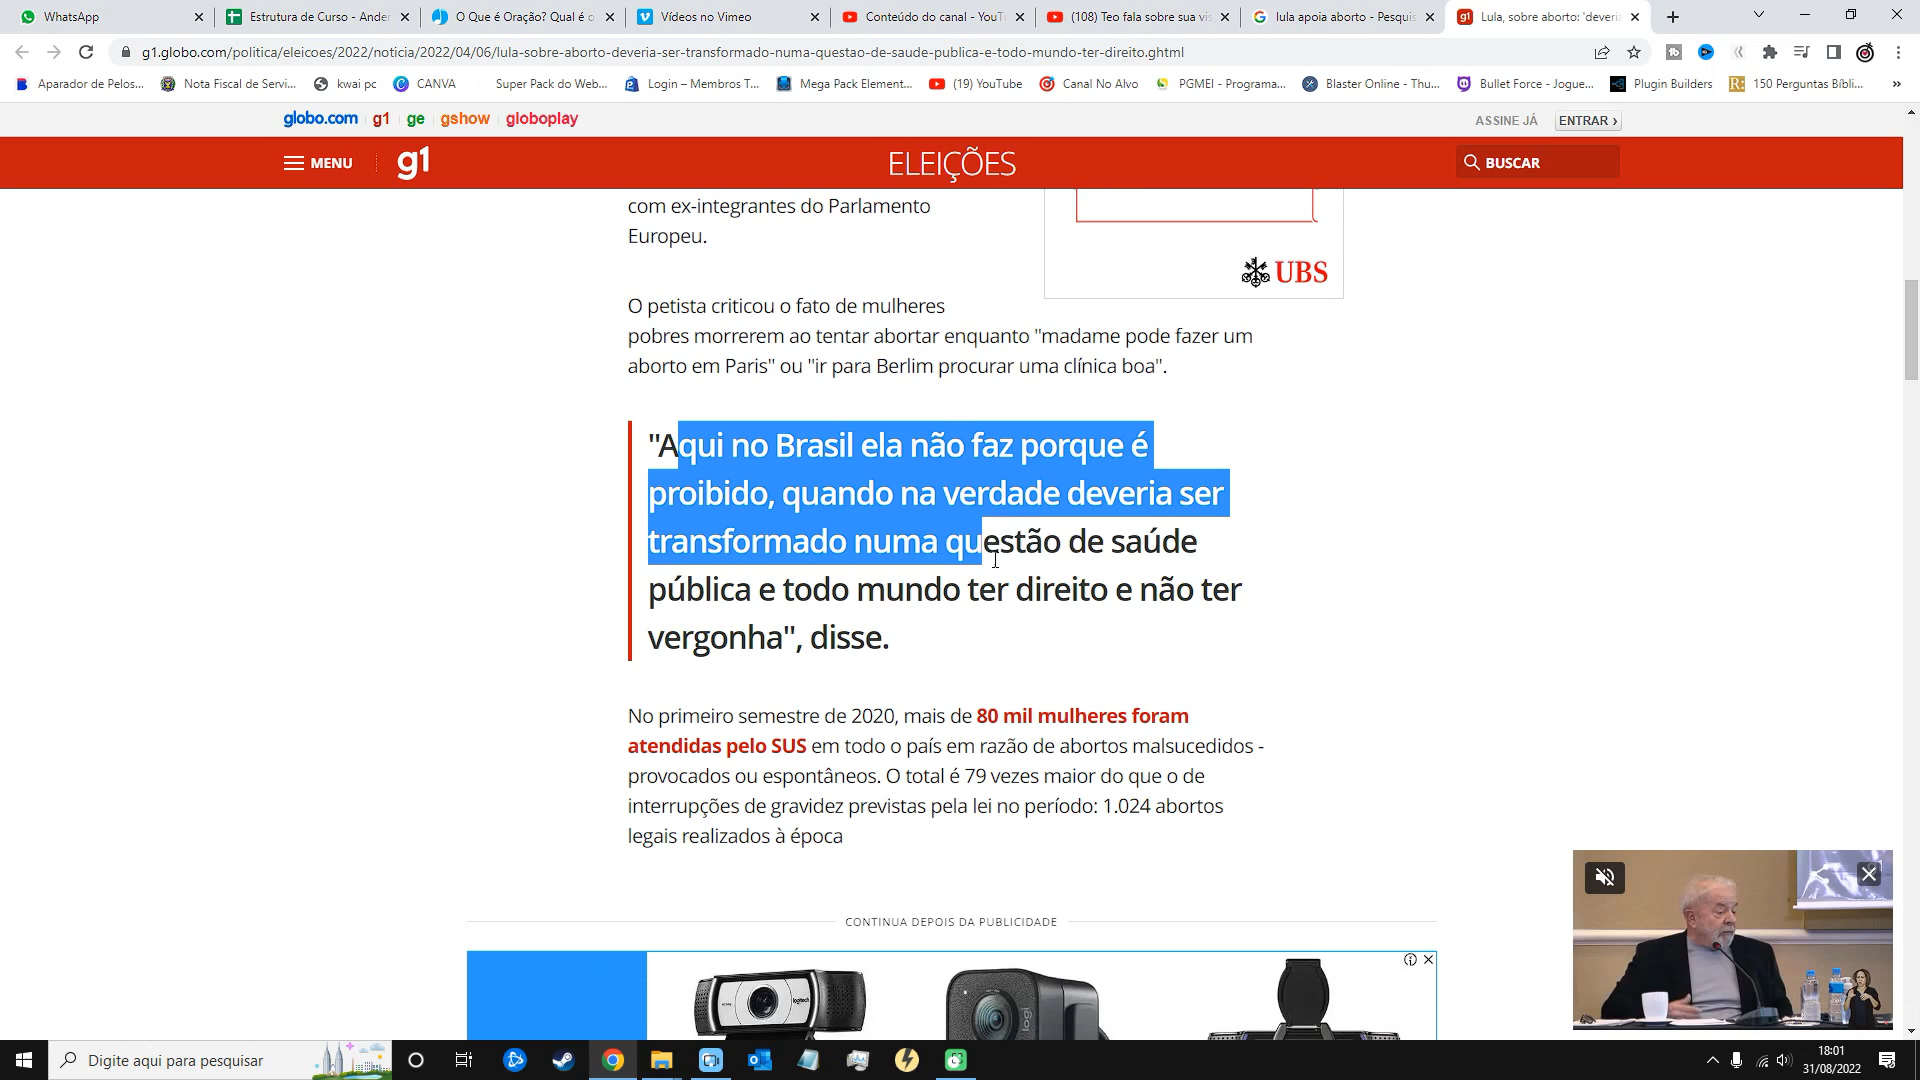 WhatsApp
Estrutura de Curso - Ander
O Que é Oração? Qual é o
Vídeos no Vimeo
Conteúdo do canal - YouT
(108) Teo fala sobre sua vis
lula apoia aborto - Pesquis
Lula, sobre aborto: 'deveri
g1.globo.com/politica/eleicoes/2022/noticia/2022/04/06/lula-sobre-aborto-deveria-ser-transformado-numa-questao-de-saude-publica-e-todo-mundo-ter-direito.ghtml
Aparador de Pelos...
Nota Fiscal de Servi...
kwai pc
CANVA
Super Pack do Web...
Login – Membros T...
Mega Pack Element...
(19) YouTube
Canal No Alvo
PGMEI - Programa...
Blaster Online - Thu...
Bullet Force - Jogue...
Plugin Builders
150 Perguntas Bíbli...
globo.com g1 ge gshow globoplay
ASSINE JÁ
ENTRAR ›
MENU
g1
ELEIÇÕES
BUSCAR
com ex-integrantes do Parlamento
Europeu.
UBS
O petista criticou o fato de mulheres
pobres morrerem ao tentar abortar enquanto "madame pode fazer um
aborto em Paris" ou "ir para Berlim procurar uma clínica boa".
"Aqui no Brasil ela não faz porque é
proibido, quando na verdade deveria ser
transformado numa questão de saúde
pública e todo mundo ter direito e não ter
vergonha", disse.
No primeiro semestre de 2020, mais de 80 mil mulheres foram
atendidas pelo SUS em todo o país em razão de abortos malsucedidos -
provocados ou espontâneos. O total é 79 vezes maior do que o de
interrupções de gravidez previstas pela lei no período: 1.024 abortos
legais realizados à época
CONTINUA DEPOIS DA PUBLICIDADE
logitech
logi
Digite aqui para pesquisar
18:01
31/08/2022